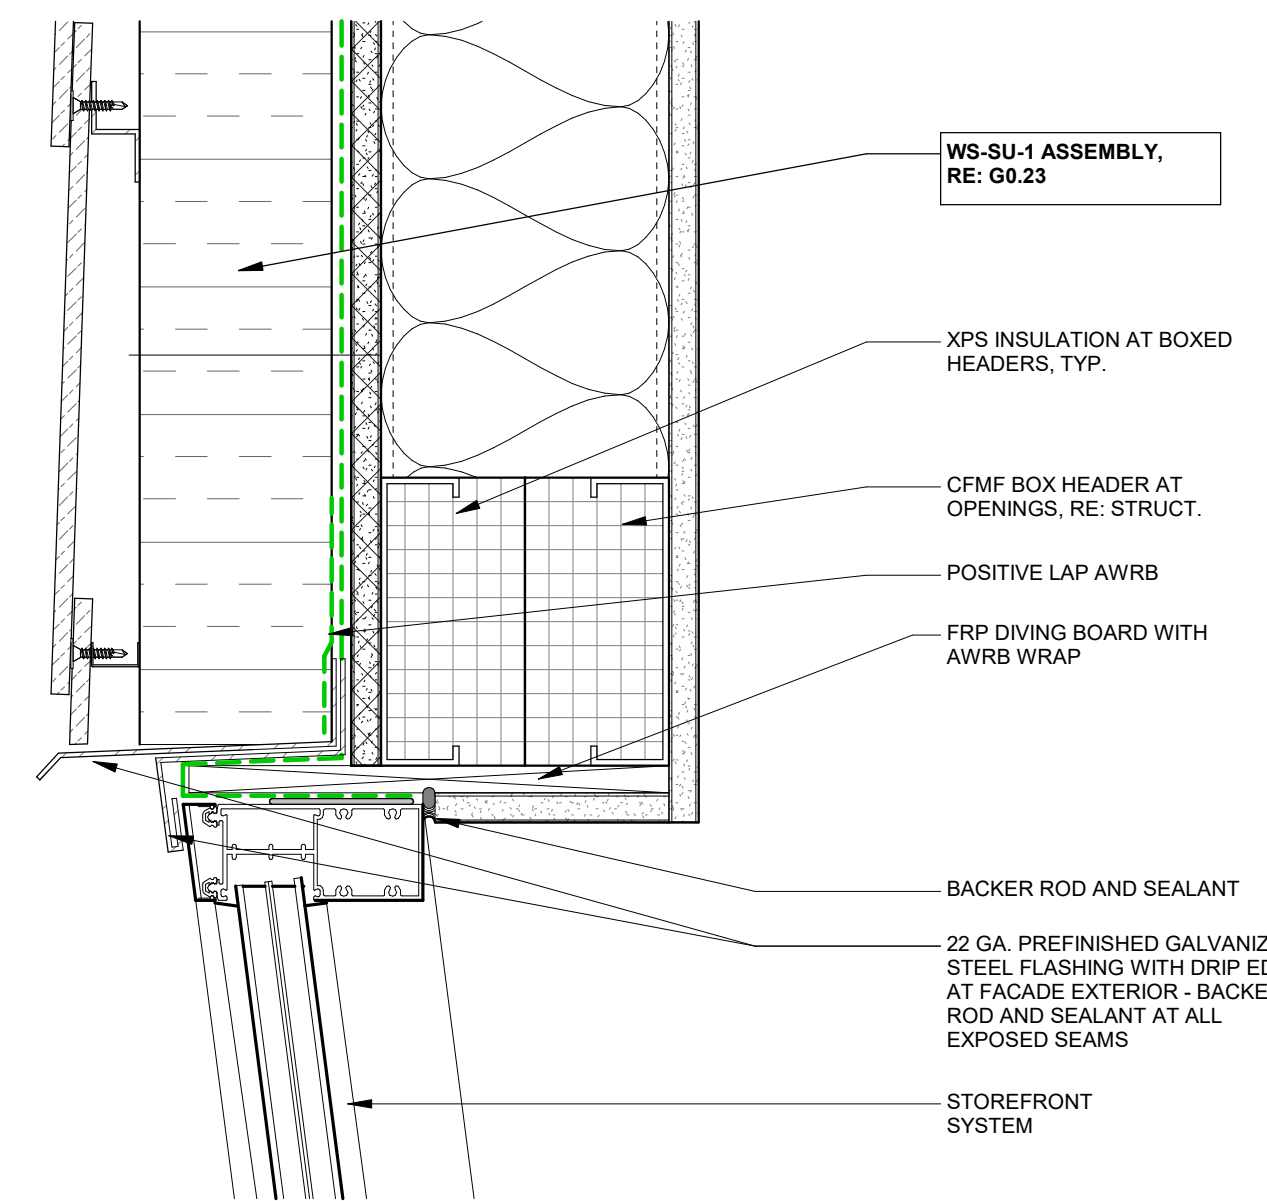 WS-SU-1 ASSEMBLY,
RE: G0.23
XPS INSULATION AT BOXED
HEADERS, TYP.
CFMF BOX HEADER AT
OPENINGS, RE: STRUCT.
POSITIVE LAP AWRB
FRP DIVING BOARD WITH
AWRB WRAP
BACKER ROD AND SEALANT
22 GA. PREFINISHED GALVANIZ
STEEL FLASHING WITH DRIP ED
AT FACADE EXTERIOR - BACKE
ROD AND SEALANT AT ALL
EXPOSED SEAMS
STOREFRONT
SYSTEM